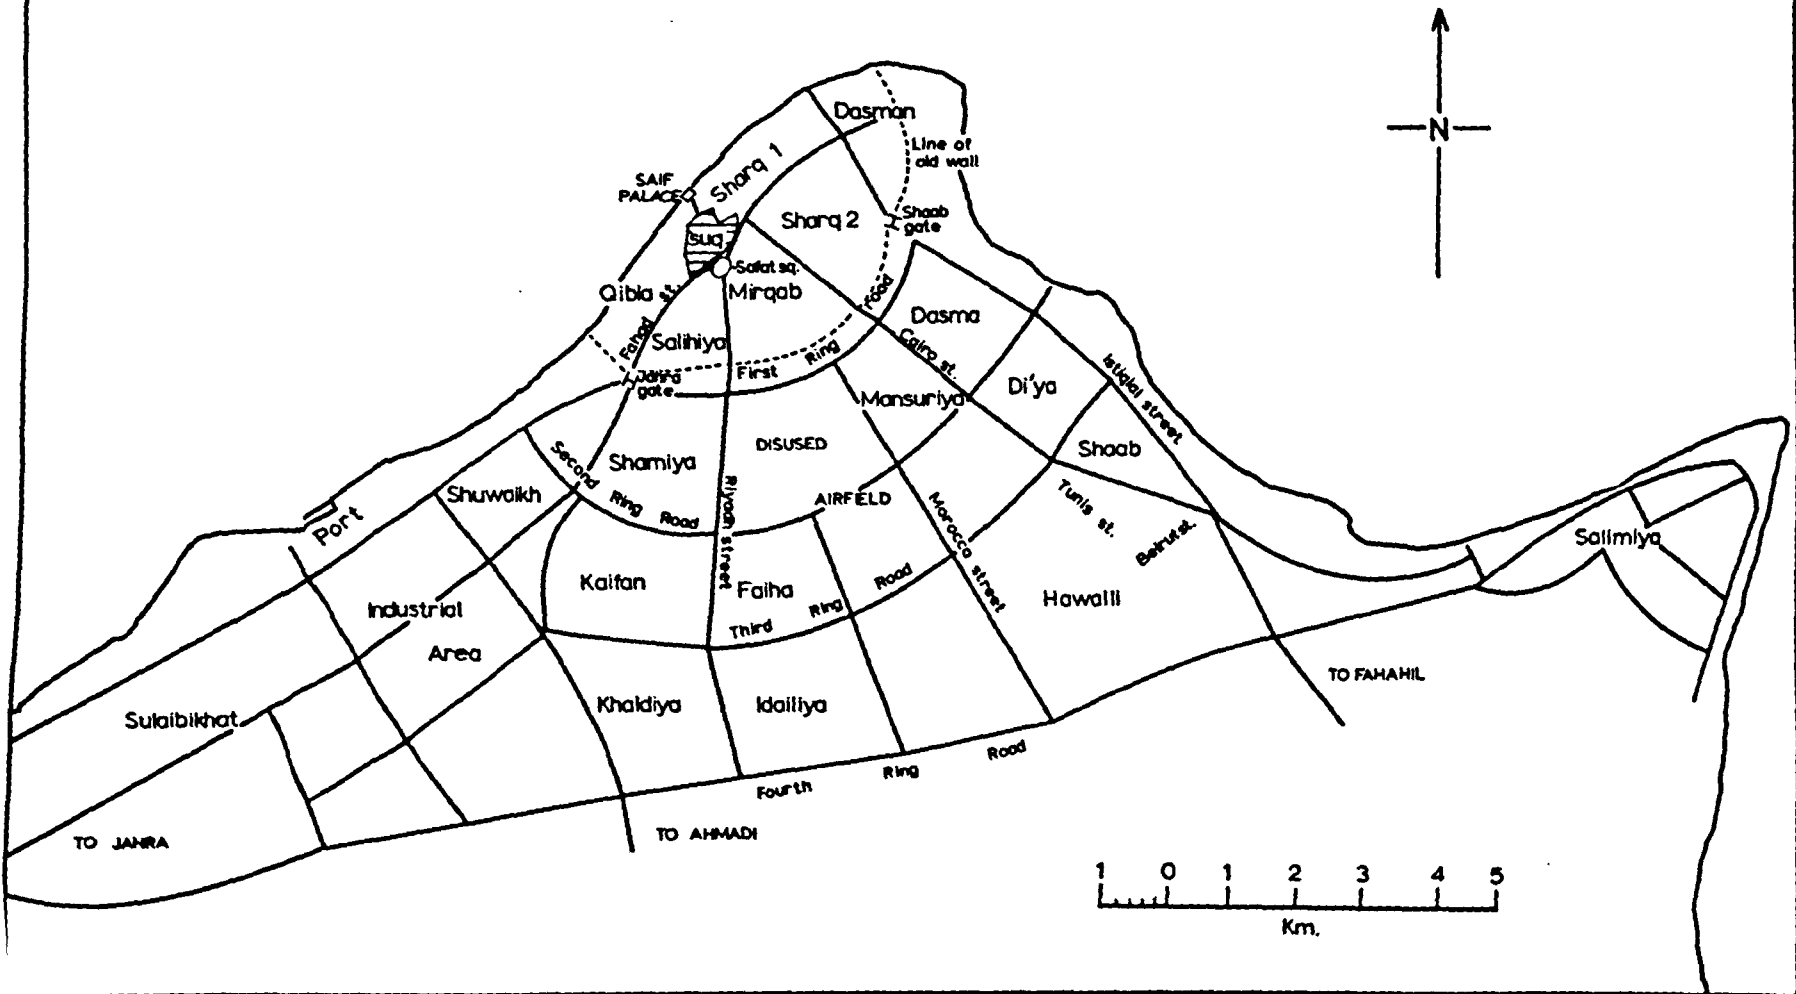 N
Dasman
Line of
old wall
Sharq 1
SAIF
PALACE
Sharq 2
Shaab
gate
suq
Safat sq.
Qibla
st.
Mirqab
Fahad
Salihiya
road
Dasma
Cairo st.
Ring
First
Jahra
gate
Mansuriya
Di'ya
Istiqlal street
DISUSED
AIRFIELD
Shamiya
Second
Ring
Road
Shaab
Shuwaikh
Port
Riyadh street
Morocco street
Tunis st.
Beirut st.
Salimiya
Kaifan
Faiha
Third
Ring
Road
Hawalli
Industrial
Area
Khaldiya
Idailiya
Sulaibikhat
TO FAHAHIL
Fourth
Ring
Road
TO JAHRA
TO AHMADI
1 0 1 2 3 4 5
Km.